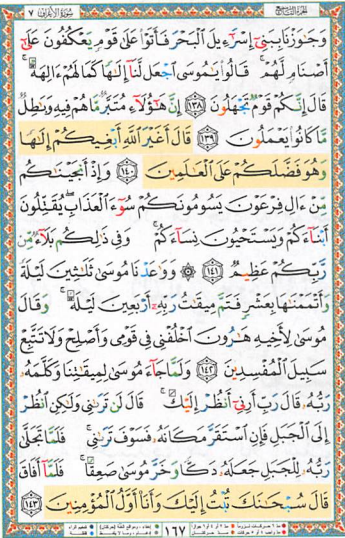 الجزء التاسع ٧ سورة الأعراف
وَجَٰوَزْنَا بِبَنِىٓ إِسْرَٰٓءِيلَ ٱلْبَحْرَ فَأَتَوْا۟ عَلَىٰ قَوْمٍ يَعْكُفُونَ عَلَىٰٓ
أَصْنَامٍ لَّهُمْ ۚ قَالُوا۟ يَٰمُوسَى ٱجْعَل لَّنَآ إِلَٰهًا كَمَا لَهُمْ ءَالِهَةٌ ۚ
قَالَ إِنَّكُمْ قَوْمٌ تَجْهَلُونَ ١٣٨ إِنَّ هَٰٓؤُلَآءِ مُتَبَّرٌ مَّا هُمْ فِيهِ وَبَٰطِلٌ
مَّا كَانُوا۟ يَعْمَلُونَ ١٣٩ قَالَ أَغَيْرَ ٱللَّهِ أَبْغِيكُمْ إِلَٰهًا
وَهُوَ فَضَّلَكُمْ عَلَى ٱلْعَٰلَمِينَ ١٤٠ وَإِذْ أَنجَيْنَٰكُم
مِّنْ ءَالِ فِرْعَوْنَ يَسُومُونَكُمْ سُوٓءَ ٱلْعَذَابِ ۖ يُقَتِّلُونَ
أَبْنَآءَكُمْ وَيَسْتَحْيُونَ نِسَآءَكُمْ ۚ وَفِى ذَٰلِكُم بَلَآءٌ مِّن
رَّبِّكُمْ عَظِيمٌ ١٤١ ۞ وَوَٰعَدْنَا مُوسَىٰ ثَلَٰثِينَ لَيْلَةً
وَأَتْمَمْنَٰهَا بِعَشْرٍ فَتَمَّ مِيقَٰتُ رَبِّهِۦٓ أَرْبَعِينَ لَيْلَةً ۚ وَقَالَ
مُوسَىٰ لِأَخِيهِ هَٰرُونَ ٱخْلُفْنِى فِى قَوْمِى وَأَصْلِحْ وَلَا تَتَّبِعْ
سَبِيلَ ٱلْمُفْسِدِينَ ١٤٢ وَلَمَّا جَآءَ مُوسَىٰ لِمِيقَٰتِنَا وَكَلَّمَهُۥ
رَبُّهُۥ قَالَ رَبِّ أَرِنِىٓ أَنظُرْ إِلَيْكَ ۚ قَالَ لَن تَرَىٰنِى وَلَٰكِنِ ٱنظُرْ
إِلَى ٱلْجَبَلِ فَإِنِ ٱسْتَقَرَّ مَكَانَهُۥ فَسَوْفَ تَرَىٰنِى ۚ فَلَمَّا تَجَلَّىٰ
رَبُّهُۥ لِلْجَبَلِ جَعَلَهُۥ دَكًّا وَخَرَّ مُوسَىٰ صَعِقًا ۚ فَلَمَّآ أَفَاقَ
قَالَ سُبْحَٰنَكَ تُبْتُ إِلَيْكَ وَأَنَا۠ أَوَّلُ ٱلْمُؤْمِنِينَ ١٤٣
١٦٧